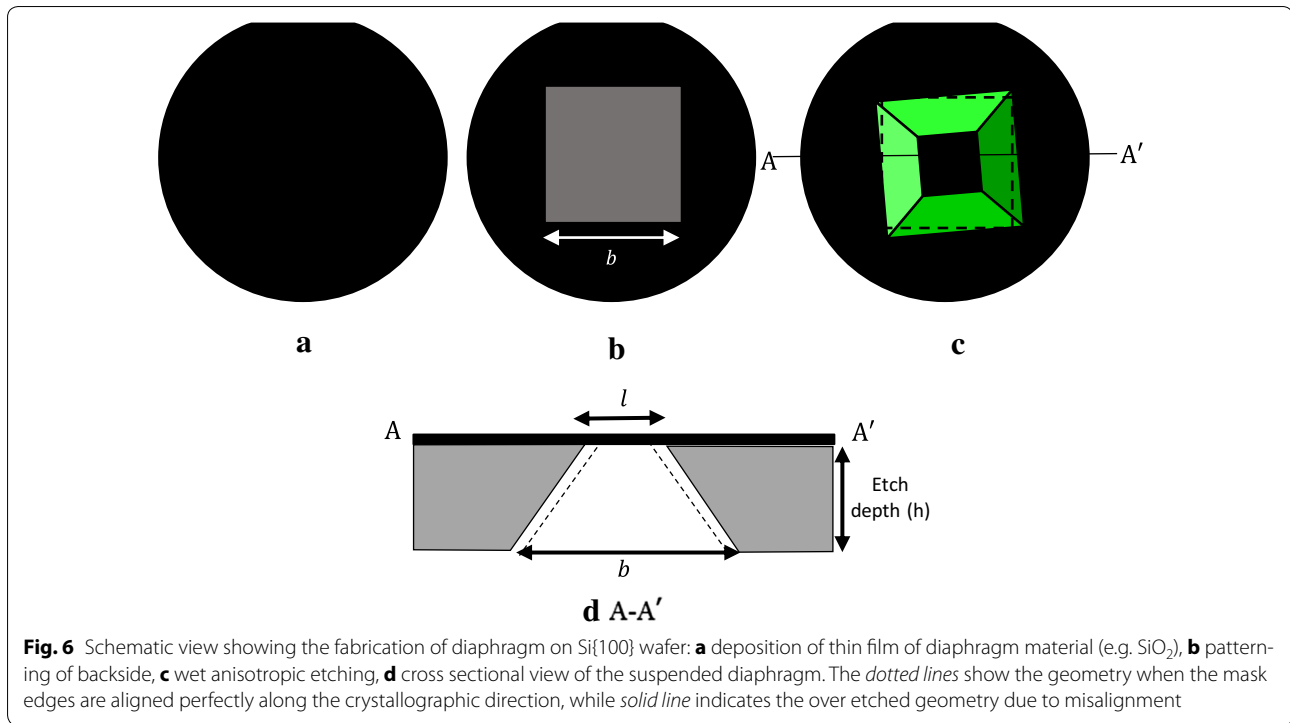 A
A′
b
a
b
c
l
A
A′
Etch
depth (h)
b
d A-A′
Fig. 6 Schematic view showing the fabrication of diaphragm on Si{100} wafer: a deposition of thin film of diaphragm material (e.g. SiO₂), b pattern-
ing of backside, c wet anisotropic etching, d cross sectional view of the suspended diaphragm. The dotted lines show the geometry when the mask
edges are aligned perfectly along the crystallographic direction, while solid line indicates the over etched geometry due to misalignment